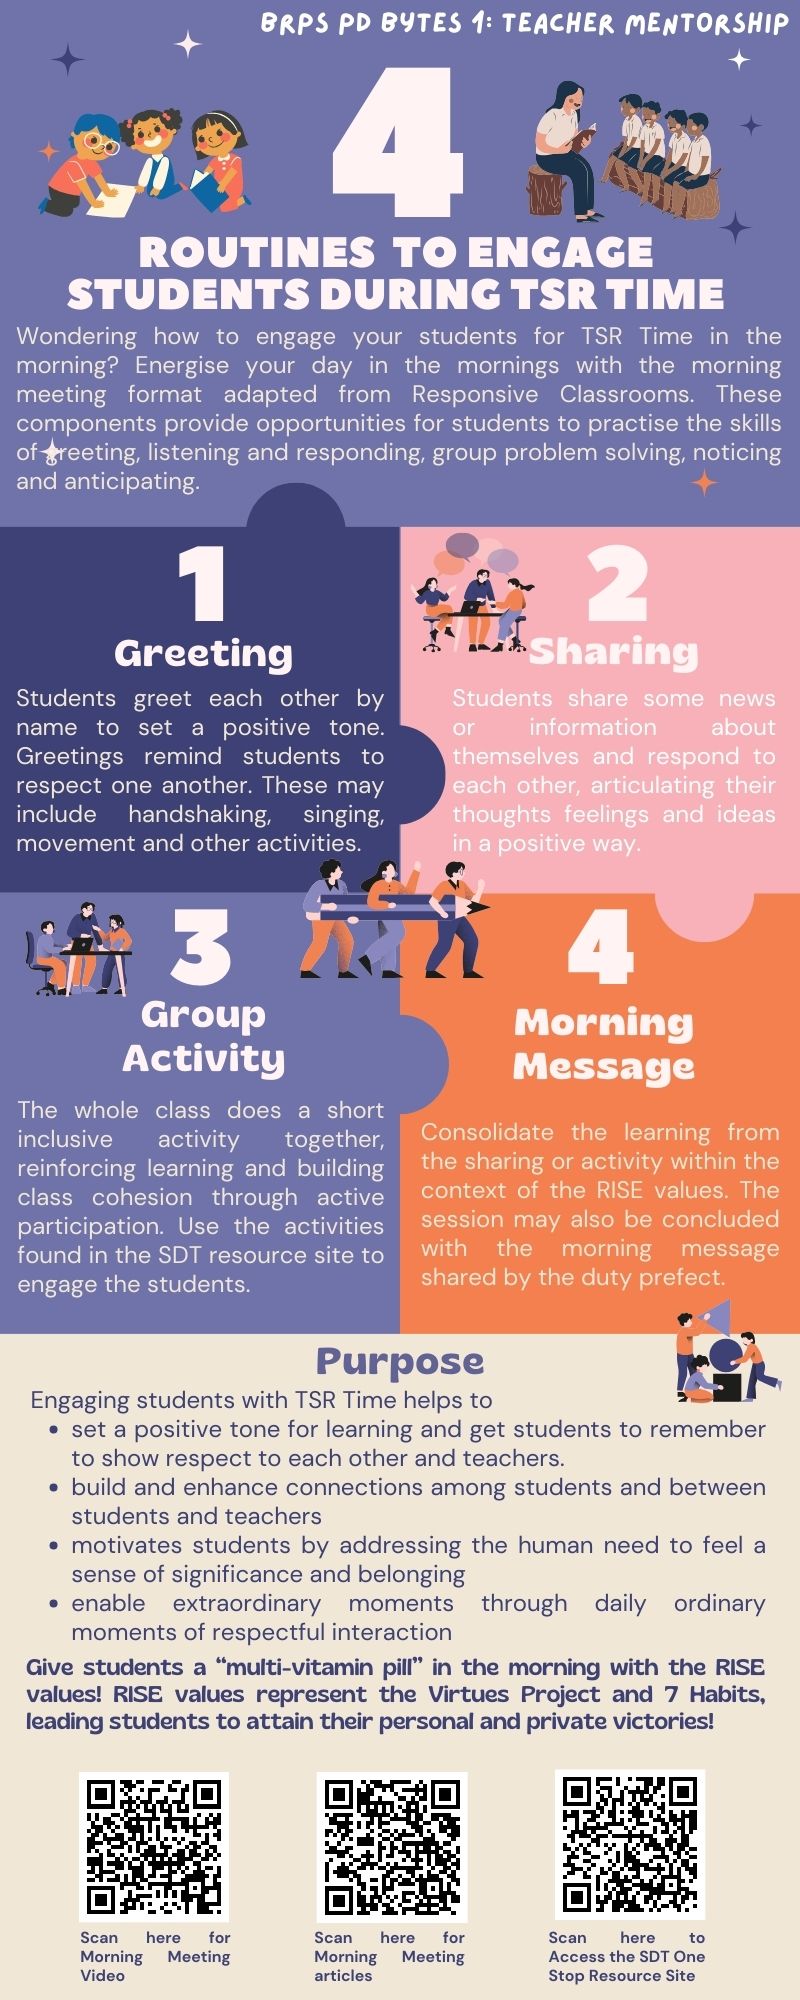 BRPS PD BYTES 1: TEACHER MENTORSHIP
4
ROUTINES TO ENGAGE
STUDENTS DURING TSR TIME
Wondering how to engage your students for TSR Time in the
morning? Energise your day in the mornings with the morning
meeting format adapted from Responsive Classrooms. These
components provide opportunities for students to practise the skills
of greeting, listening and responding, group problem solving, noticing
and anticipating.
1
Greeting
Students greet each other by
name to set a positive tone.
Greetings remind students to
respect one another. These may
include handshaking, singing,
movement and other activities.
2
Sharing
Students share some news
or information about
themselves and respond to
each other, articulating their
thoughts feelings and ideas
in a positive way.
3
Group
Activity
The whole class does a short
inclusive activity together,
reinforcing learning and building
class cohesion through active
participation. Use the activities
found in the SDT resource site to
engage the students.
4
Morning
Message
Consolidate the learning from
the sharing or activity within the
context of the RISE values. The
session may also be concluded
with the morning message
shared by the duty prefect.
Purpose
Engaging students with TSR Time helps to
• set a positive tone for learning and get students to remember
to show respect to each other and teachers.
• build and enhance connections among students and between
students and teachers
• motivates students by addressing the human need to feel a
sense of significance and belonging
• enable extraordinary moments through daily ordinary
moments of respectful interaction
Give students a “multi-vitamin pill” in the morning with the RISE
values! RISE values represent the Virtues Project and 7 Habits,
leading students to attain their personal and private victories!
Scan here for
Morning Meeting
Video
Scan here for
Morning Meeting
articles
Scan here to
Access the SDT One
Stop Resource Site